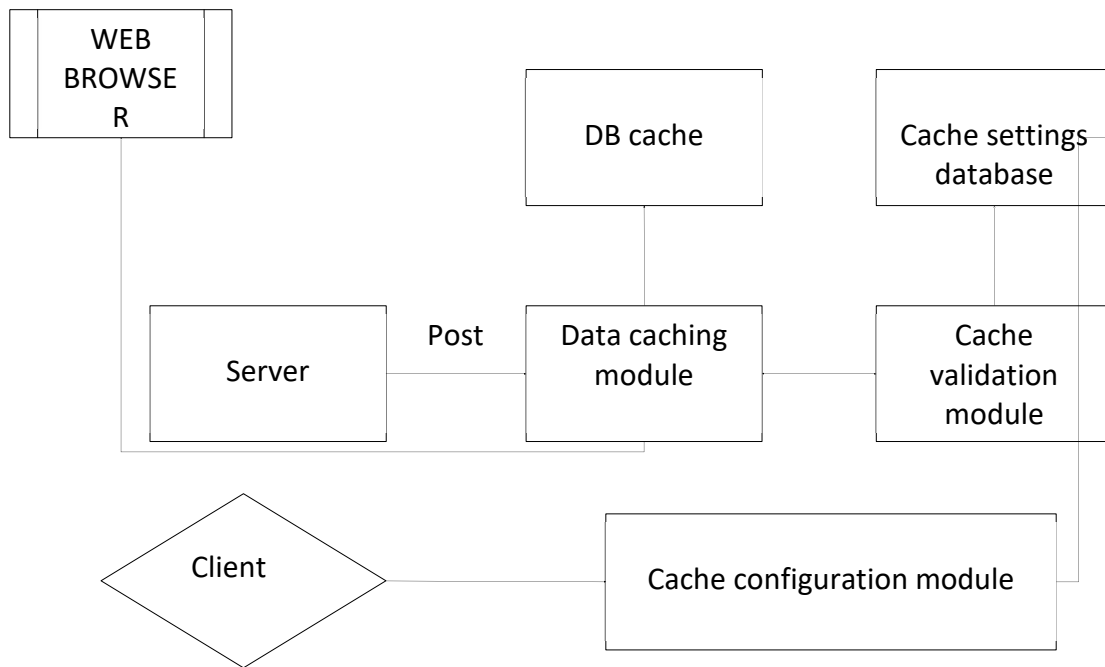 WEB
BROWSE
R
DB cache
Cache settings
database
Server
Post
Data caching
module
Cache
validation
module
Client
Cache configuration module